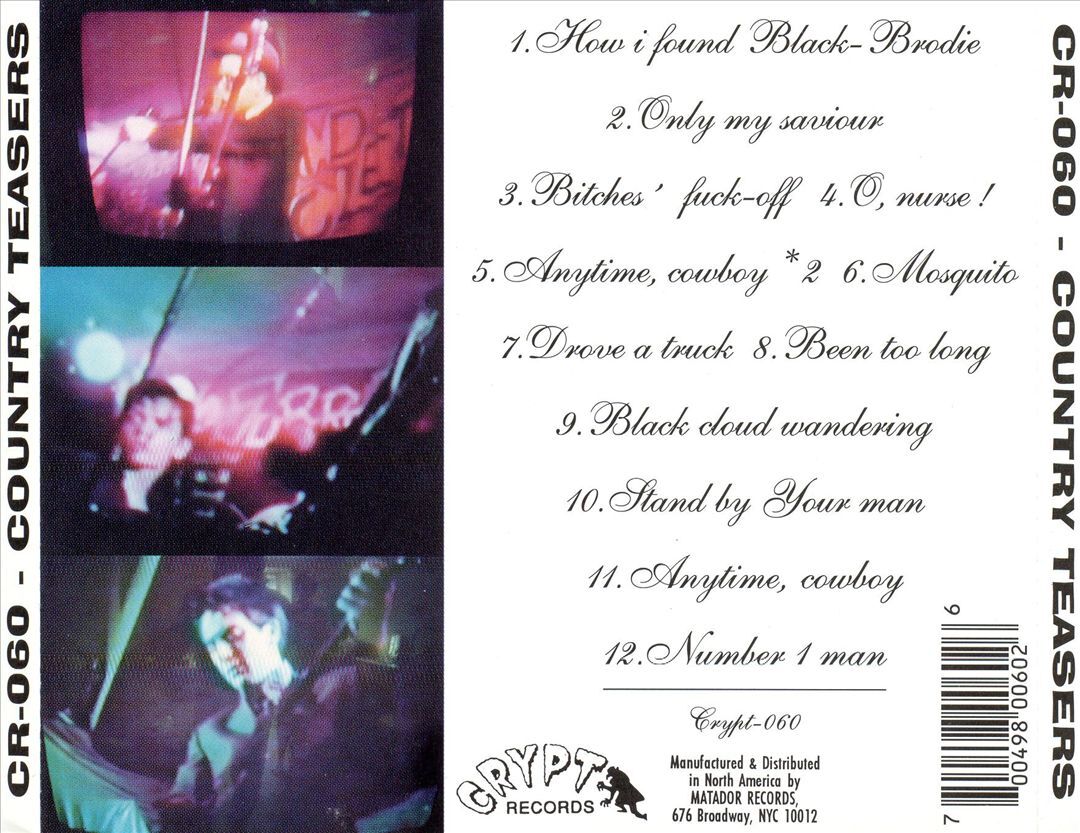 CR-060 - COUNTRY TEASERS
1. How i found Black-Brodie
2. Only my saviour
3. Bitches' fuck-off 4. O, nurse !
5. Anytime, cowboy *2 6. Mosquito
7. Drove a truck 8. Been too long
9. Black cloud wandering
10. Stand by Your man
11. Anytime, cowboy
12. Number 1 man
Crypt-060
CRYPT
RECORDS
Manufactured & Distributed
in North America by
MATADOR RECORDS,
676 Broadway, NYC 10012
7 00498 00602 6
CR-060 - COUNTRY TEASERS